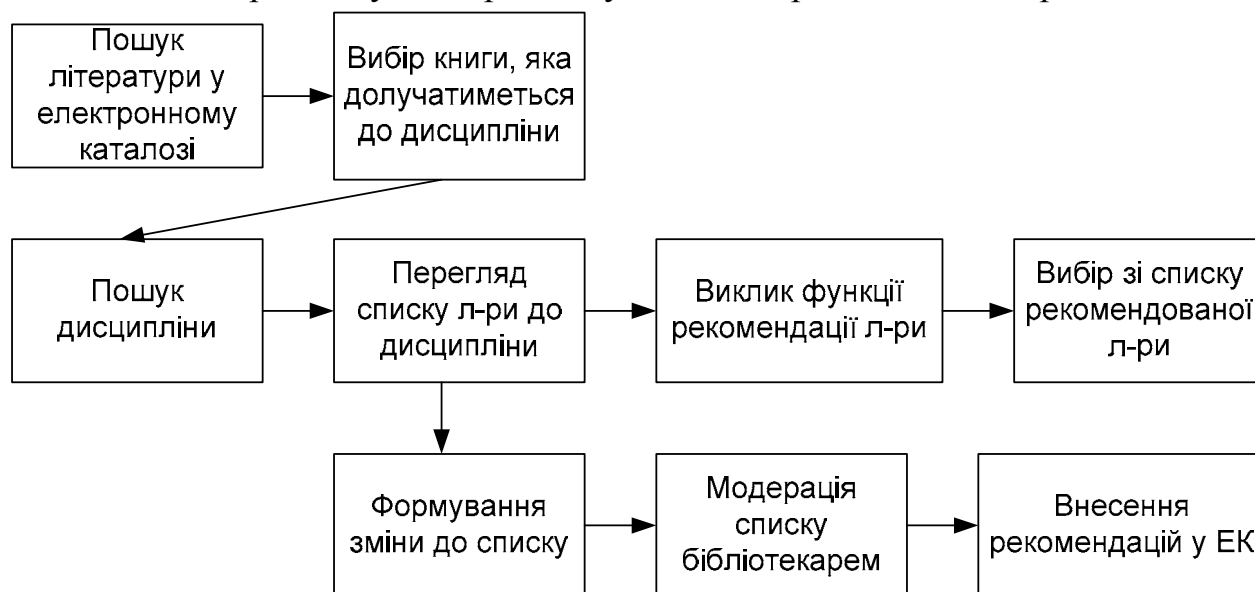 Пошук
літератури у
електронному
каталозі
Вибір книги, яка
долучатиметься
до дисципліни
Пошук
дисципліни
Перегляд
списку л-ри до
дисципліни
Виклик функції
рекомендації л-ри
Вибір зі списку
рекомендованої
л-ри
Формування
зміни до списку
Модерація
списку
бібліотекарем
Внесення
рекомендацій у ЕК